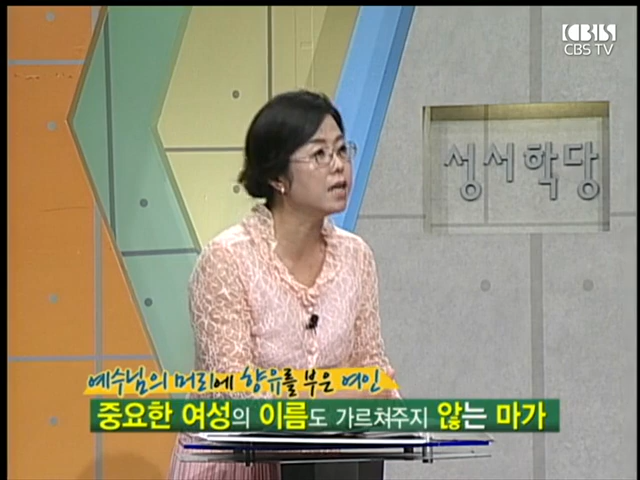 CBS
CBS TV
성서학당
예수님의 머리에 향유를 부은 여인
중요한 여성의 이름도 가르쳐주지 않는 마가